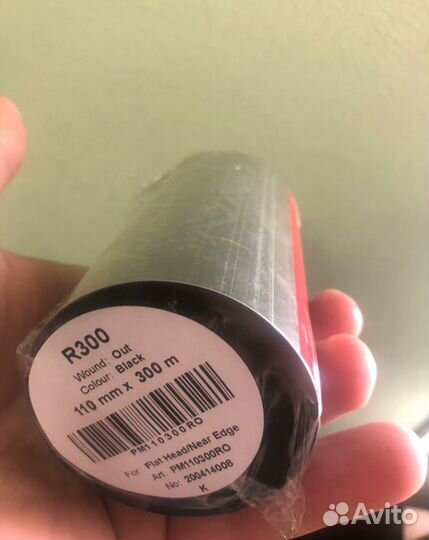 R300
Wound: Out
Colour: Black
110 mm x 300 m
PM110300RO
For: Flat Head/Near Edge
Art: PM110300RO
No: 200414008
K
Avito